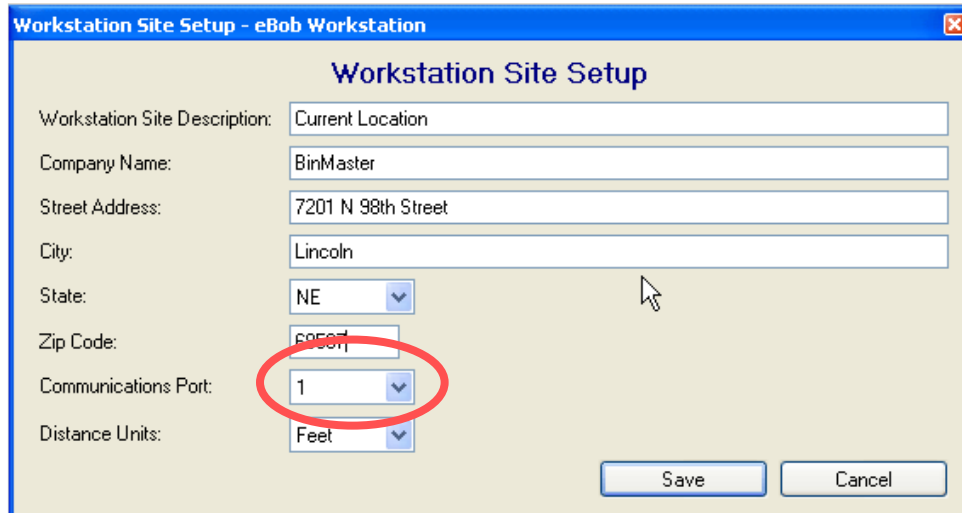 Workstation Site Setup - eBob Workstation
Workstation Site Setup
Workstation Site Description: Current Location
Company Name: BinMaster
Street Address: 7201 N 98th Street
City: Lincoln
State: NE
Zip Code:
Communications Port: 1
Distance Units: Feet
Save Cancel